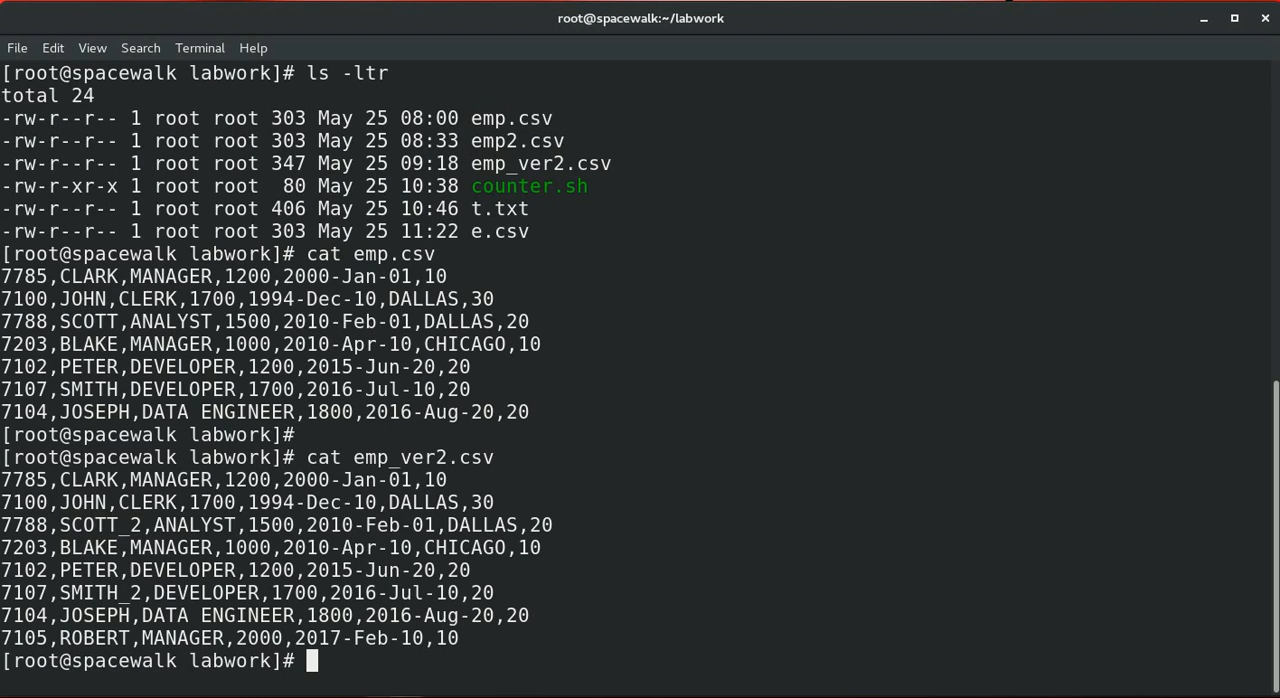 root@spacewalk:~/labwork
File Edit View Search Terminal Help
[root@spacewalk labwork]# ls -ltr
total 24
-rw-r--r-- 1 root root 303 May 25 08:00 emp.csv
-rw-r--r-- 1 root root 303 May 25 08:33 emp2.csv
-rw-r--r-- 1 root root 347 May 25 09:18 emp_ver2.csv
-rw-r-xr-x 1 root root  80 May 25 10:38 counter.sh
-rw-r--r-- 1 root root 406 May 25 10:46 t.txt
-rw-r--r-- 1 root root 303 May 25 11:22 e.csv
[root@spacewalk labwork]# cat emp.csv
7785,CLARK,MANAGER,1200,2000-Jan-01,10
7100,JOHN,CLERK,1700,1994-Dec-10,DALLAS,30
7788,SCOTT,ANALYST,1500,2010-Feb-01,DALLAS,20
7203,BLAKE,MANAGER,1000,2010-Apr-10,CHICAGO,10
7102,PETER,DEVELOPER,1200,2015-Jun-20,20
7107,SMITH,DEVELOPER,1700,2016-Jul-10,20
7104,JOSEPH,DATA ENGINEER,1800,2016-Aug-20,20
[root@spacewalk labwork]#
[root@spacewalk labwork]# cat emp_ver2.csv
7785,CLARK,MANAGER,1200,2000-Jan-01,10
7100,JOHN,CLERK,1700,1994-Dec-10,DALLAS,30
7788,SCOTT_2,ANALYST,1500,2010-Feb-01,DALLAS,20
7203,BLAKE,MANAGER,1000,2010-Apr-10,CHICAGO,10
7102,PETER,DEVELOPER,1200,2015-Jun-20,20
7107,SMITH_2,DEVELOPER,1700,2016-Jul-10,20
7104,JOSEPH,DATA ENGINEER,1800,2016-Aug-20,20
7105,ROBERT,MANAGER,2000,2017-Feb-10,10
[root@spacewalk labwork]#